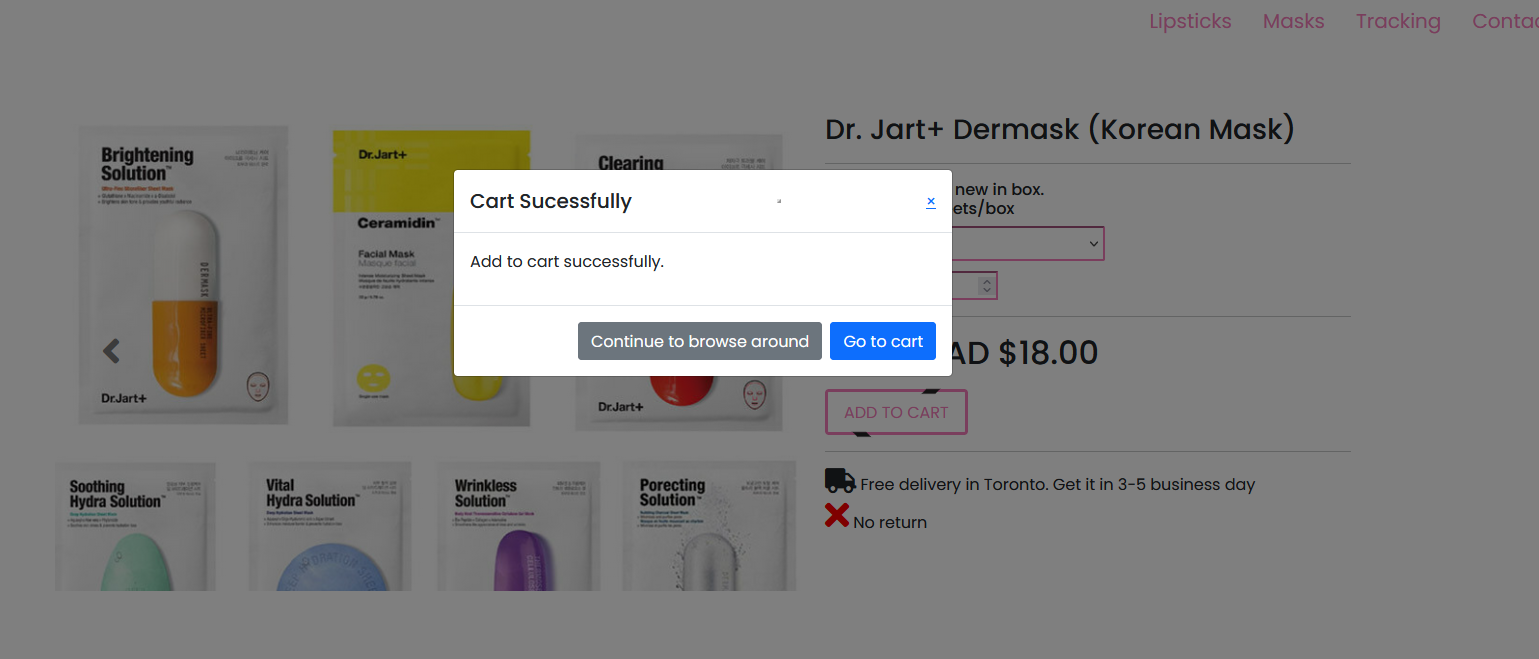 Lipsticks Masks Tracking Contac
Dr. Jart+ Dermask (Korean Mask)
Brightening
Solution™
Dr.Jart+
Dr.Jart+
Ceramidin™
Facial Mask
Masque facial
Clearing
Dr.Jart+
DERMASK
Cart Sucessfully ×
Add to cart successfully.
Continue to browse around Go to cart
new in box.
ets/box
AD $18.00
ADD TO CART
Free delivery in Toronto. Get it in 3-5 business day
No return
Soothing
Hydra Solution™
Vital
Hydra Solution™
Wrinkless
Solution™
Porecting
Solution™